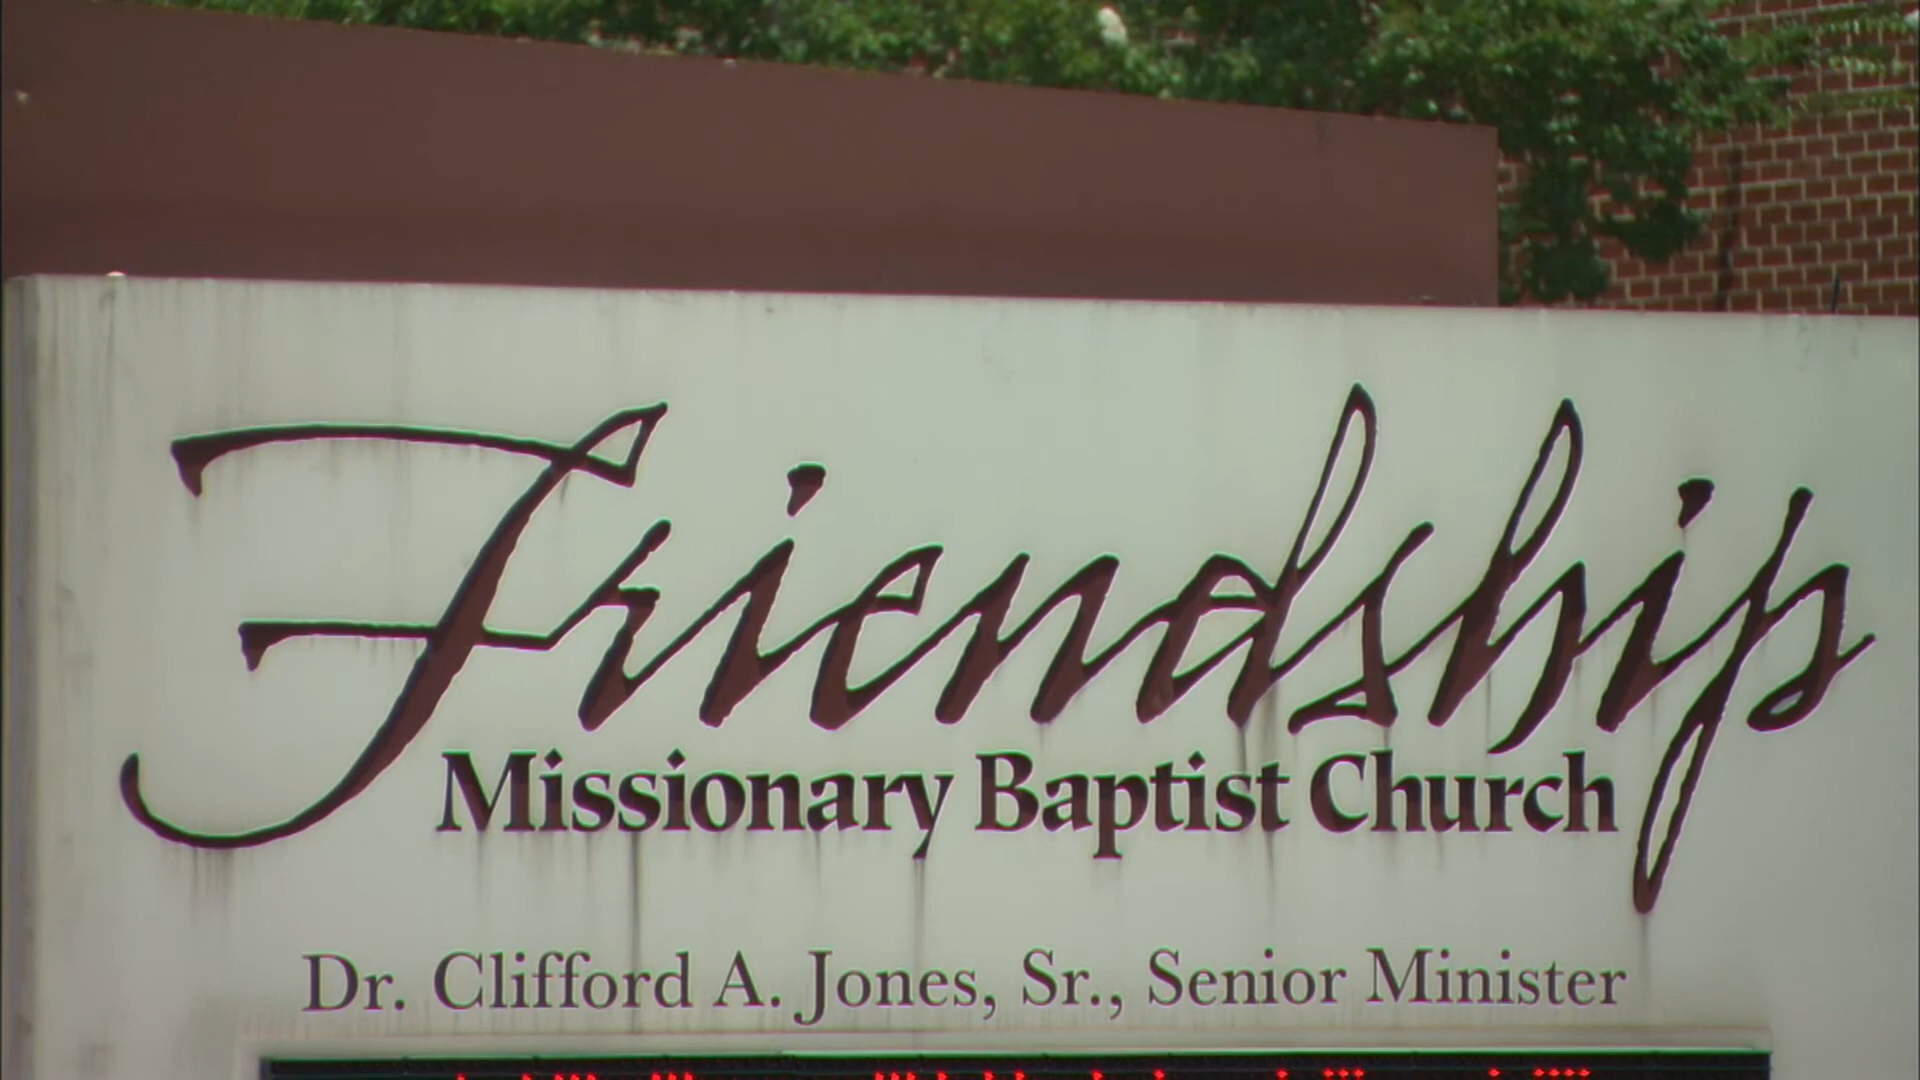 Friendship
Missionary Baptist Church
Dr. Clifford A. Jones, Sr., Senior Minister